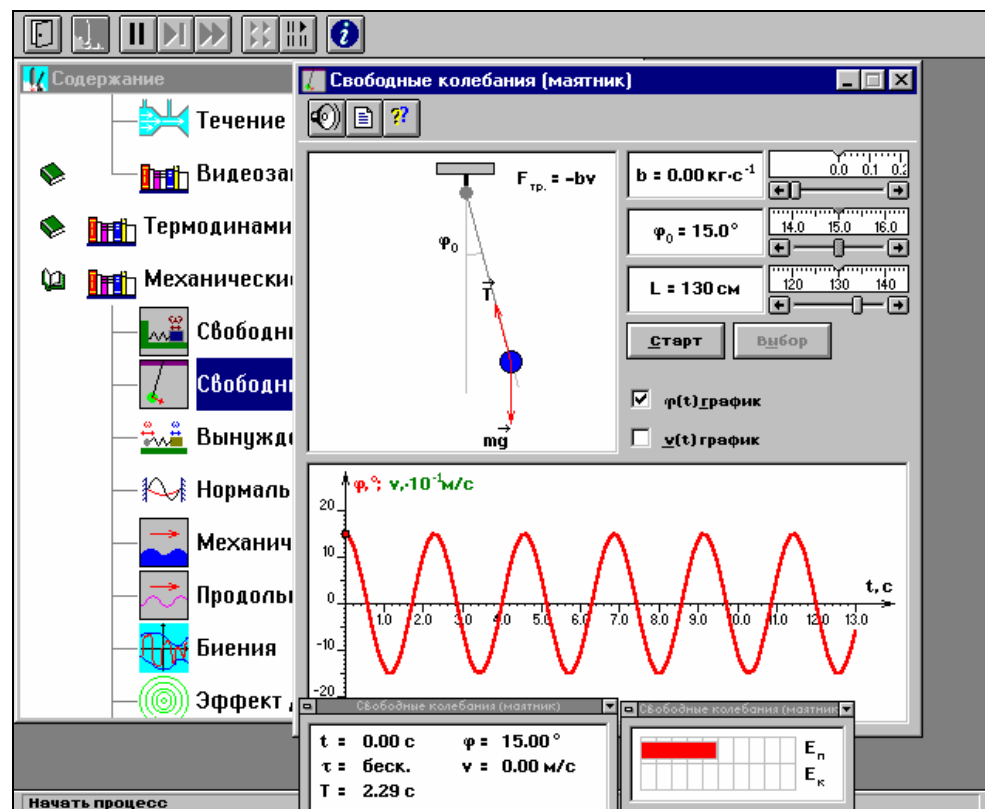 Содержание
Течение
Видеоза
Термодинами
Механически
Свободн
Свободн
Вынужде
Нормаль
Механич
Продоль
Биения
Эффект
Свободные колебания (маятник)
Fтр. = -bv
φ₀
T
mg
b = 0.00 кг·с⁻¹
0.0 0.1 0.2
φ₀ = 15.0°
14.0 15.0 16.0
L = 130 см
120 130 140
Старт
Выбор
φ(t) график
v(t) график
φ,°; v,·10⁻¹м/с
20
10
0
-10
-20
1.0 2.0 3.0 4.0 5.0 6.0 7.0 8.0 9.0 10.0 11.0 12.0 13.0
t, с
Свободные колебания (маятник)
t = 0.00 с φ = 15.00°
τ = беск. v = 0.00 м/с
T = 2.29 с
Свободные колебания (маятник
Eп
Eк
Начать процесс